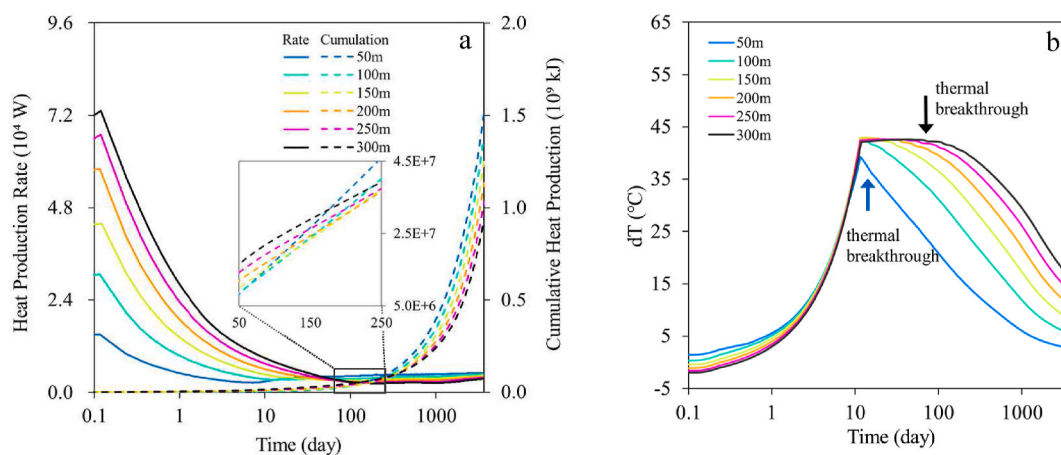 a
Rate Cumulation
50m
100m
150m
200m
250m
300m
9.6
7.2
4.8
2.4
0.0
Heat Production Rate (10⁴ W)
2.0
1.5
1.0
0.5
0.0
Cumulative Heat Production (10⁹ kJ)
4.5E+7
2.5E+7
5.0E+6
50 150 250
0.1 1 10 100 1000
Time (day)
b
50m
100m
150m
200m
250m
300m
65
55
45
35
25
15
5
-5
dT (°C)
thermal
breakthrough
thermal
breakthrough
0.1 1 10 100 1000
Time (day)